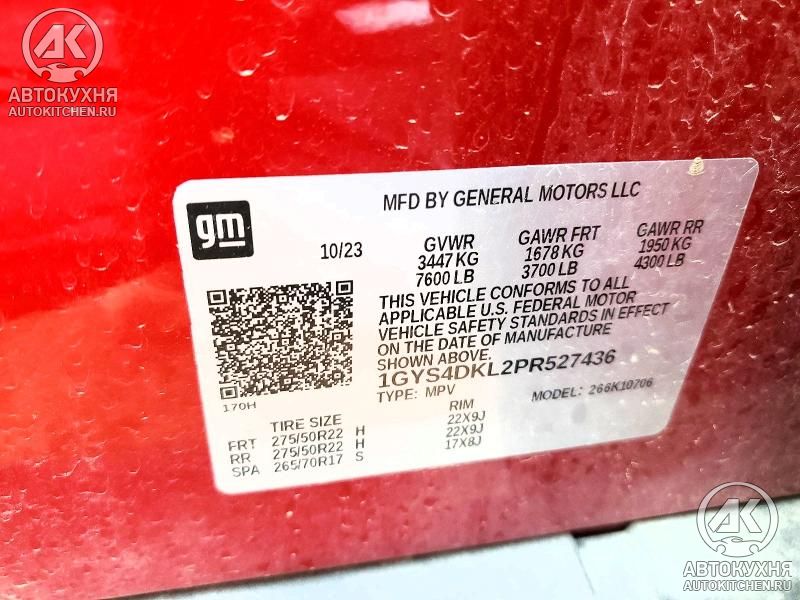 AK
АВТОКУХНЯ
AUTOKITCHEN.RU
MFD BY GENERAL MOTORS LLC
gm
10/23
GVWR
3447 KG
7600 LB
GAWR FRT
1678 KG
3700 LB
GAWR RR
1950 KG
4300 LB
THIS VEHICLE CONFORMS TO ALL
APPLICABLE U.S. FEDERAL MOTOR
VEHICLE SAFETY STANDARDS IN EFFECT
ON THE DATE OF MANUFACTURE
SHOWN ABOVE.
1GYS4DKL2PR527436
TYPE: MPV
MODEL: 266K10706
170H
TIRE SIZE
RIM
FRT 275/50R22 H 22X9J
RR 275/50R22 H 22X9J
SPA 265/70R17 S 17X8J
AK
АВТОКУХНЯ
AUTOKITCHEN.RU